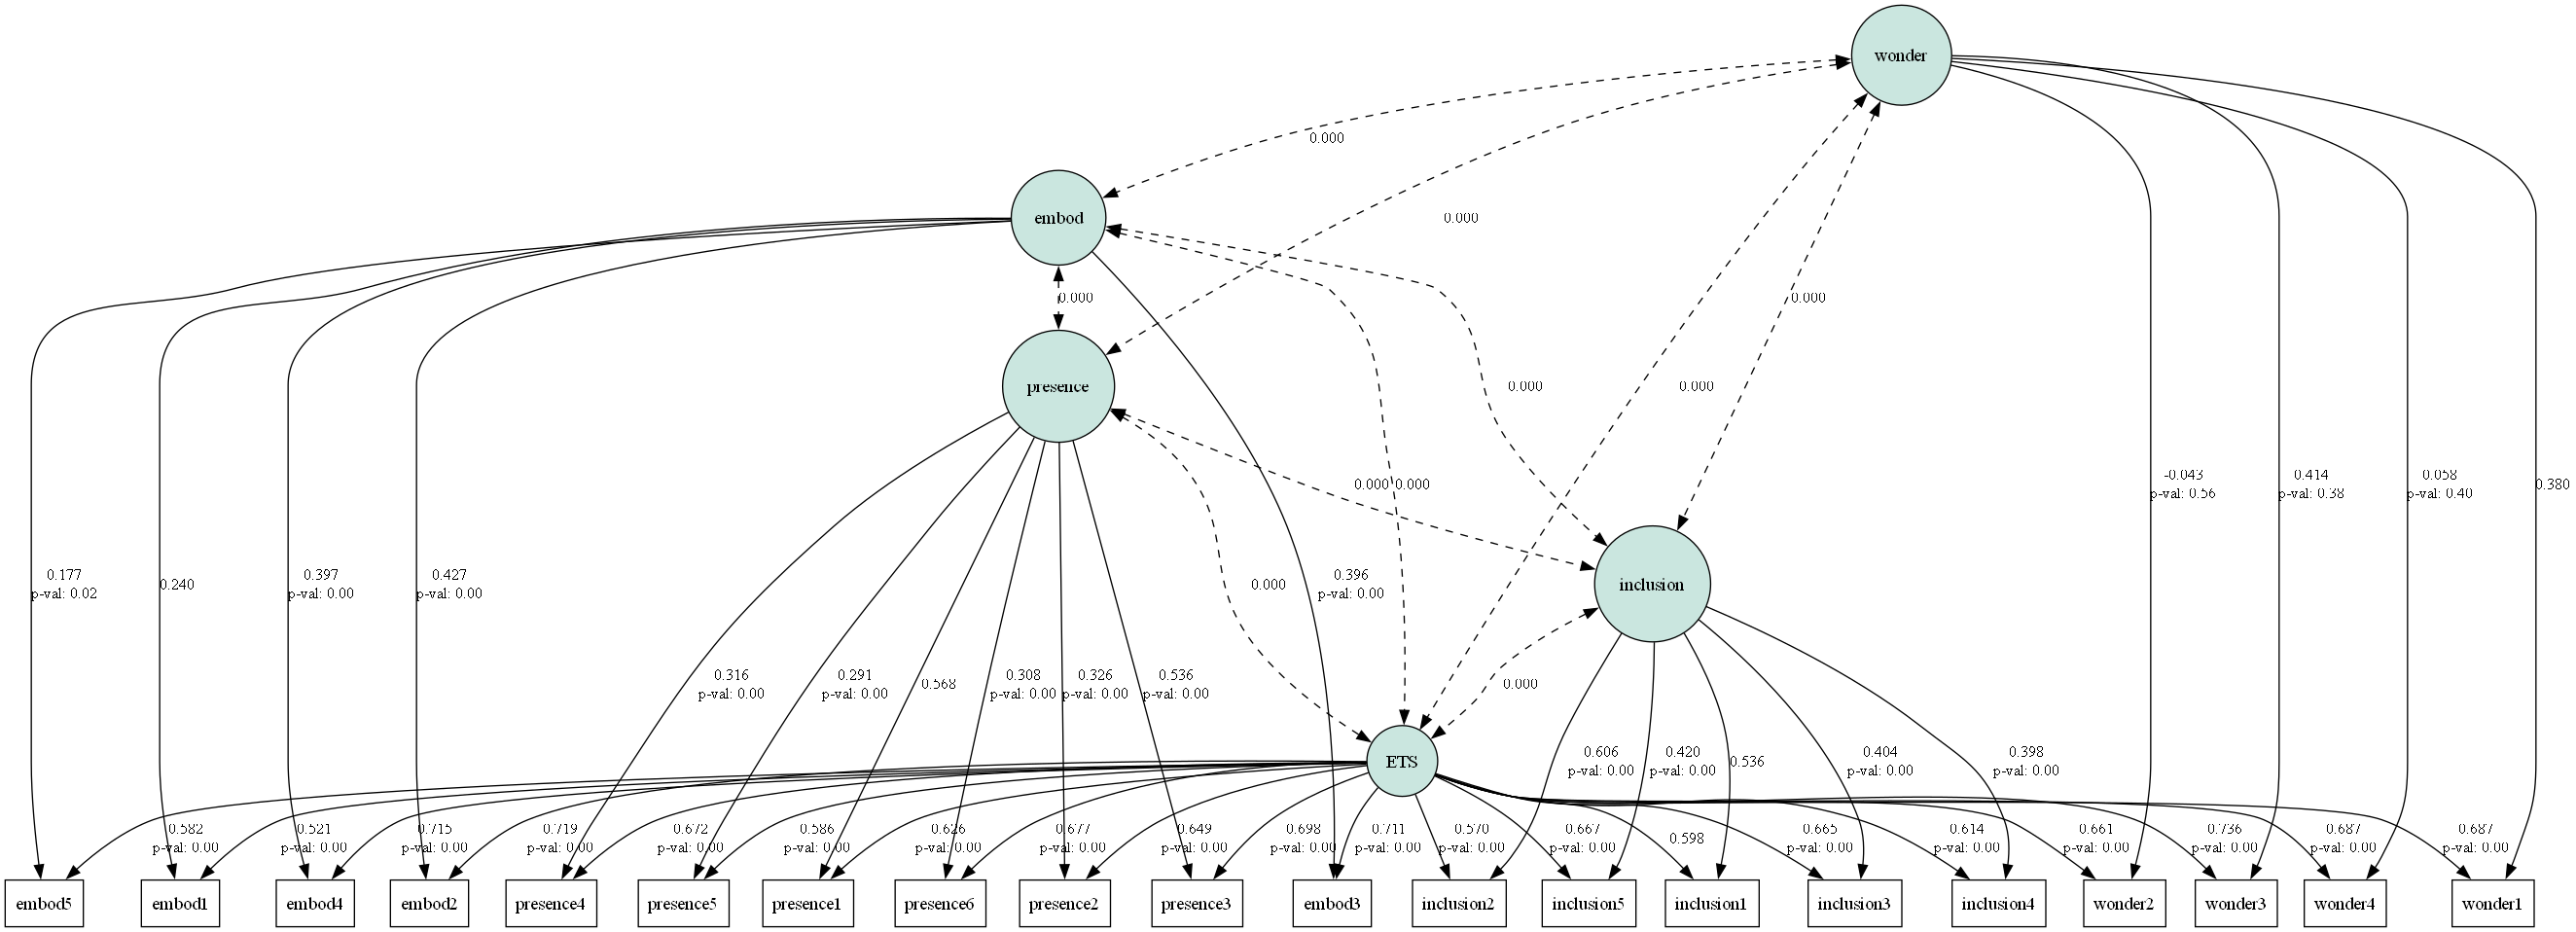 wonder
0.000
embod
0.000
0.000
0.000
presence
0.000
0.000
-0.043
p-val: 0.56
0.414
p-val: 0.38
0.058
p-val: 0.40
0.380
0.000
0.000
0.177
p-val: 0.02
0.240
0.397
p-val: 0.00
0.427
p-val: 0.00
0.396
p-val: 0.00
0.000
inclusion
0.316
p-val: 0.00
0.291
p-val: 0.00
0.568
0.308
p-val: 0.00
0.326
p-val: 0.00
0.536
p-val: 0.00
0.000
ETS
0.606
p-val: 0.00
0.420
p-val: 0.00
0.536
0.404
p-val: 0.00
0.398
p-val: 0.00
0.582
p-val: 0.00
0.521
p-val: 0.00
0.715
p-val: 0.00
0.719
p-val: 0.00
0.672
p-val: 0.00
0.586
p-val: 0.00
0.626
p-val: 0.00
0.677
p-val: 0.00
0.649
p-val: 0.00
0.698
p-val: 0.00
0.711
p-val: 0.00
0.570
p-val: 0.00
0.667
p-val: 0.00
0.598
0.665
p-val: 0.00
0.614
p-val: 0.00
0.661
p-val: 0.00
0.736
p-val: 0.00
0.687
p-val: 0.00
0.687
p-val: 0.00
embod5
embod1
embod4
embod2
presence4
presence5
presence1
presence6
presence2
presence3
embod3
inclusion2
inclusion5
inclusion1
inclusion3
inclusion4
wonder2
wonder3
wonder4
wonder1